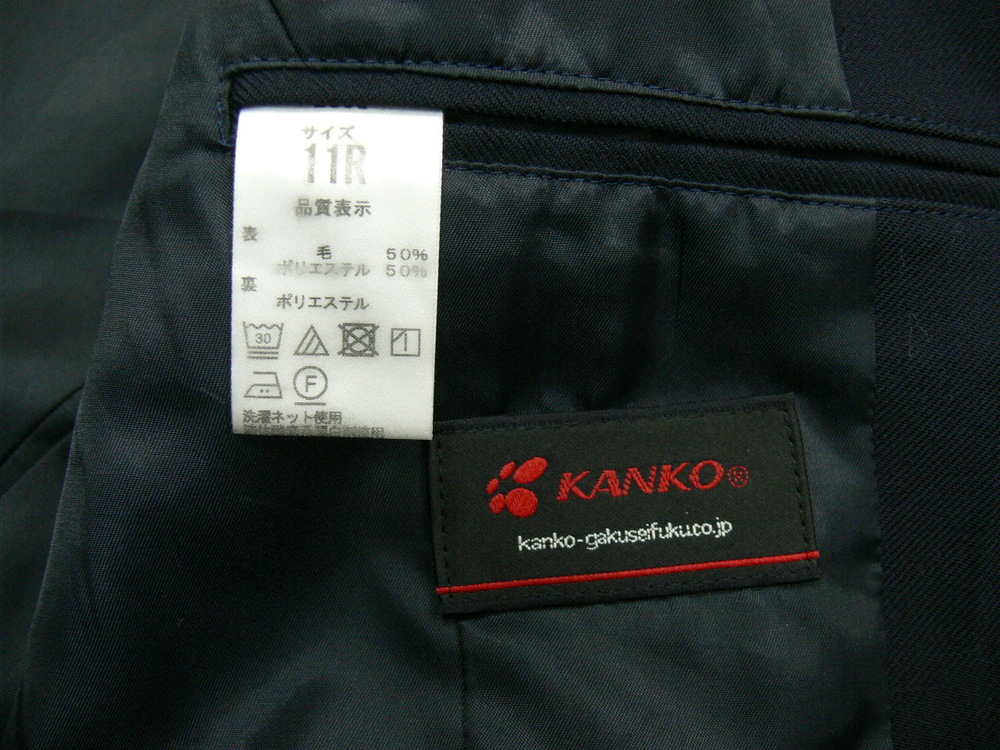 サイズ
11R
品質表示
表
毛 50%
ポリエステル 50%
裏
ポリエステル
30
F
洗濯ネット使用
KANKO®
kanko-gakuseifuku.co.jp